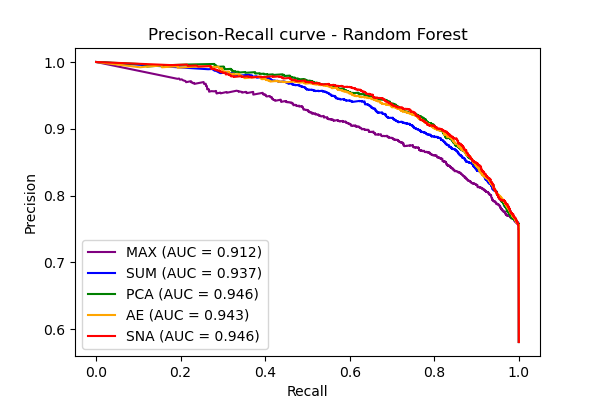 Precison-Recall curve - Random Forest
1.0
0.9
0.8
0.7
0.6
Precision
MAX (AUC = 0.912)
SUM (AUC = 0.937)
PCA (AUC = 0.946)
AE (AUC = 0.943)
SNA (AUC = 0.946)
0.0 0.2 0.4 0.6 0.8 1.0
Recall